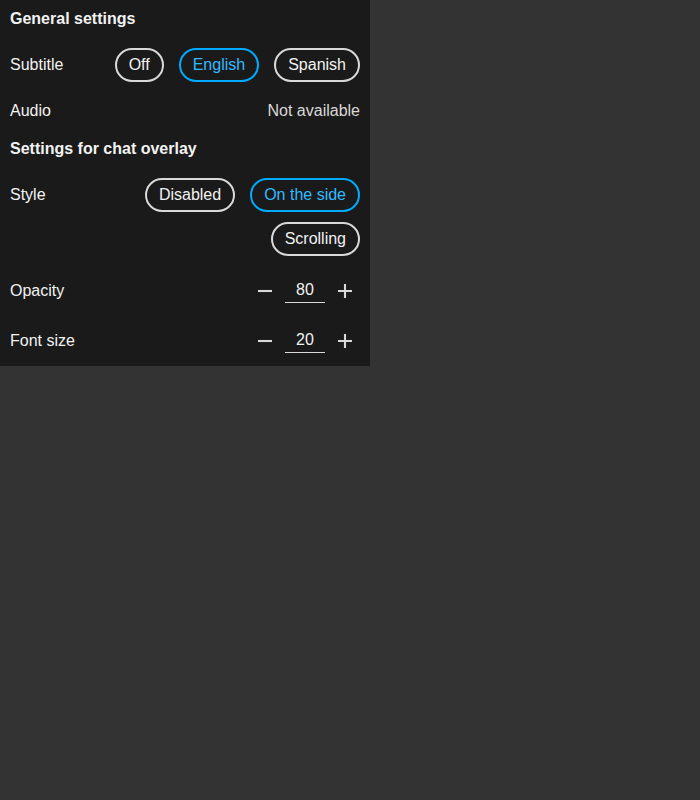 General settings
Subtitle Off English Spanish
Audio Not available
Settings for chat overlay
Style Disabled On the side
Scrolling
Opacity 80
Font size 20